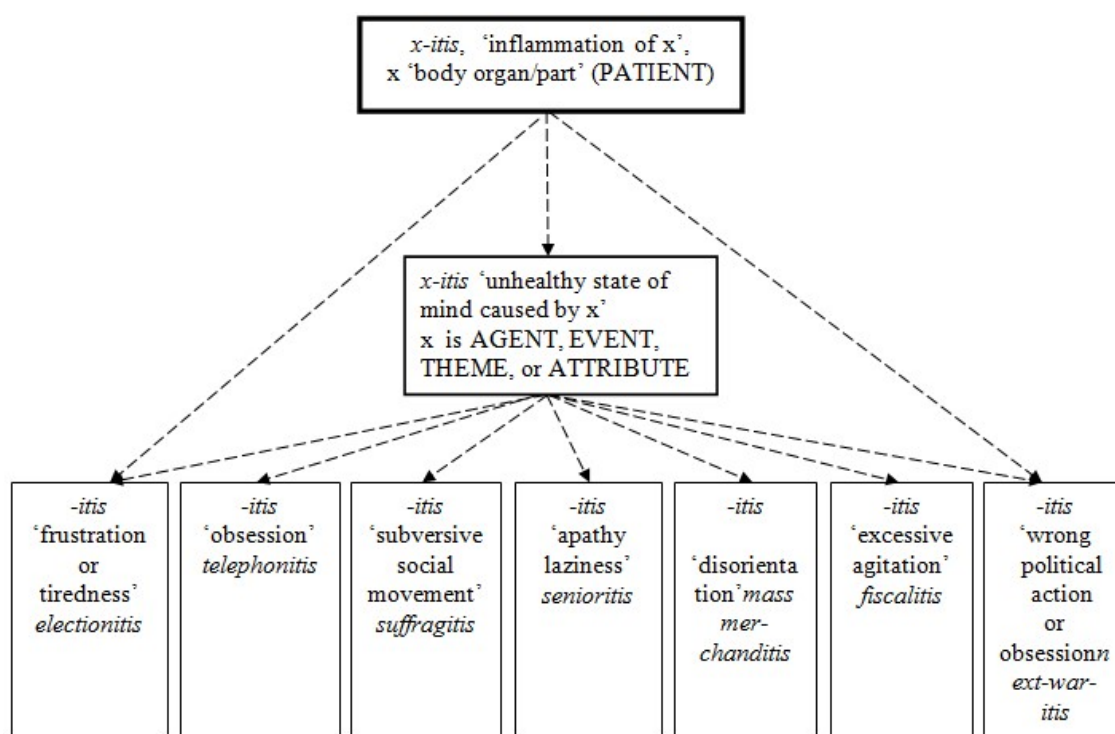 x-itis, ‘inflammation of x’,
x ‘body organ/part’ (PATIENT)
x-itis ‘unhealthy state of
mind caused by x’
x is AGENT, EVENT,
THEME, or ATTRIBUTE
-itis
‘frustration
or
tiredness’
electionitis
-itis
‘obsession’
telephonitis
-itis
‘subversive
social
movement’
suffragitis
-itis
‘apathy
laziness’
senioritis
-itis
‘disorienta
tion’mass
mer-
chanditis
-itis
‘excessive
agitation’
fiscalitis
-itis
‘wrong
political
action
or
obsessionn
ext-war-
itis